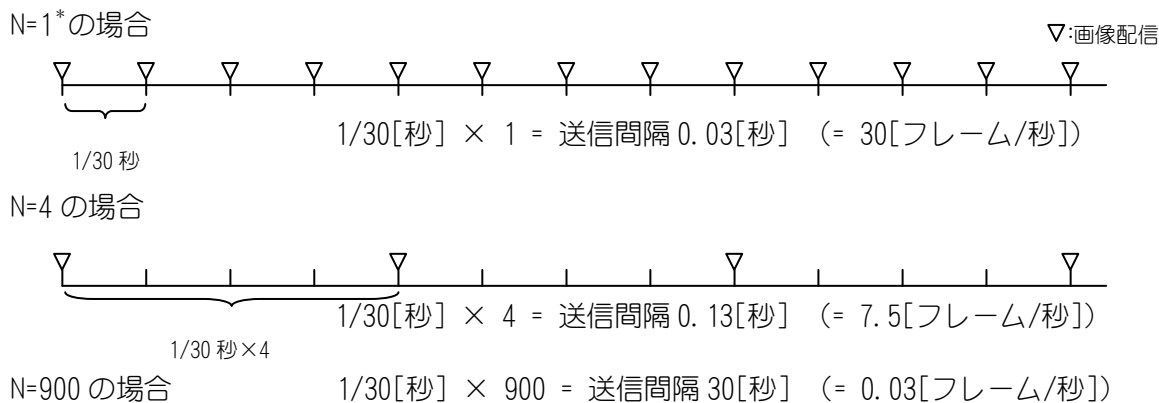 N=1*の場合
▽:画像配信
1/30[秒] × 1 = 送信間隔 0.03[秒] (= 30[フレーム/秒])
1/30 秒
N=4 の場合
1/30[秒] × 4 = 送信間隔 0.13[秒] (= 7.5[フレーム/秒])
1/30 秒×4
N=900 の場合 1/30[秒] × 900 = 送信間隔 30[秒] (= 0.03[フレーム/秒])